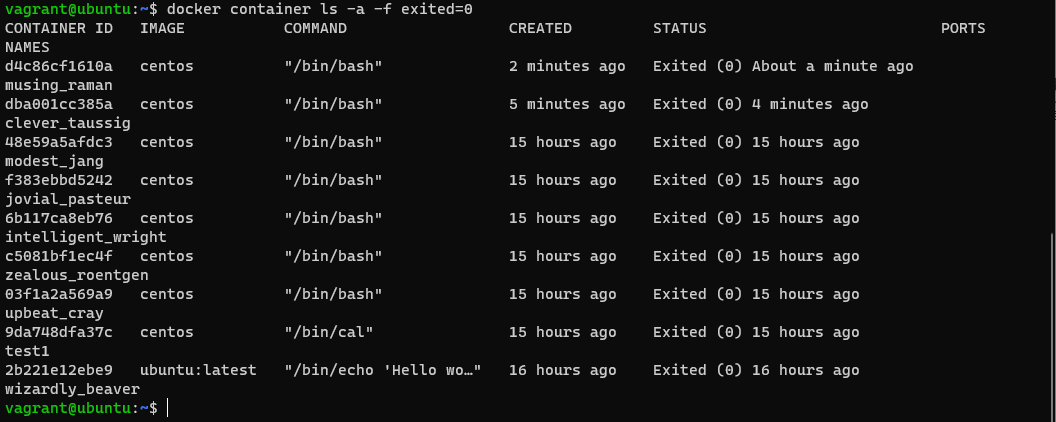 vagrant@ubuntu:~$ docker container ls -a -f exited=0
CONTAINER ID   IMAGE           COMMAND                  CREATED         STATUS                          PORTS
NAMES
d4c86cf1610a   centos          "/bin/bash"              2 minutes ago   Exited (0) About a minute ago
musing_raman
dba001cc385a   centos          "/bin/bash"              5 minutes ago   Exited (0) 4 minutes ago
clever_taussig
48e59a5afdc3   centos          "/bin/bash"              15 hours ago    Exited (0) 15 hours ago
modest_jang
f383ebbd5242   centos          "/bin/bash"              15 hours ago    Exited (0) 15 hours ago
jovial_pasteur
6b117ca8eb76   centos          "/bin/bash"              15 hours ago    Exited (0) 15 hours ago
intelligent_wright
c5081bf1ec4f   centos          "/bin/bash"              15 hours ago    Exited (0) 15 hours ago
zealous_roentgen
03f1a2a569a9   centos          "/bin/bash"              15 hours ago    Exited (0) 15 hours ago
upbeat_cray
9da748dfa37c   centos          "/bin/cal"               15 hours ago    Exited (0) 15 hours ago
test1
2b221e12ebe9   ubuntu:latest   "/bin/echo 'Hello wo…"   16 hours ago    Exited (0) 16 hours ago
wizardly_beaver
vagrant@ubuntu:~$